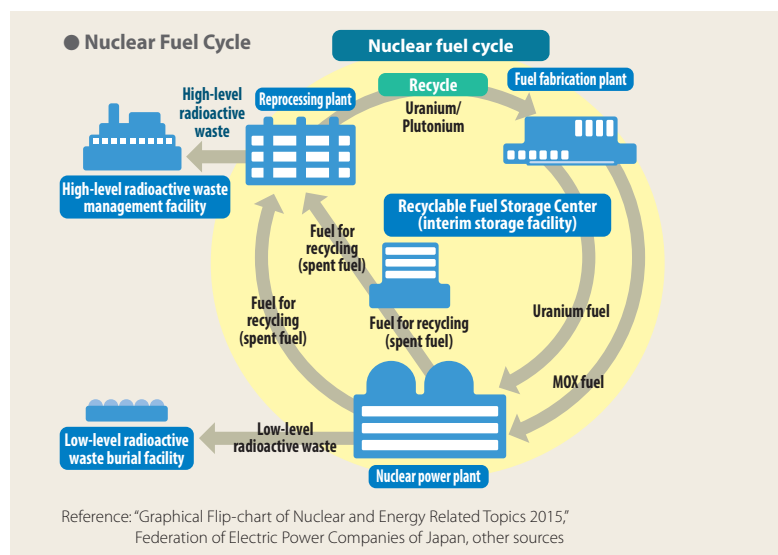 ● Nuclear Fuel Cycle
Nuclear fuel cycle
Recycle
Uranium/
Plutonium
Fuel fabrication plant
High-level
radioactive
waste
Reprocessing plant
High-level radioactive waste
management facility
Recyclable Fuel Storage Center
(interim storage facility)
Fuel for
recycling
(spent fuel)
Fuel for
recycling
(spent fuel)
Fuel for recycling
(spent fuel)
Uranium fuel
MOX fuel
Low-level
radioactive waste
Low-level radioactive
waste burial facility
Nuclear power plant
Reference: “Graphical Flip-chart of Nuclear and Energy Related Topics 2015,”
Federation of Electric Power Companies of Japan, other sources